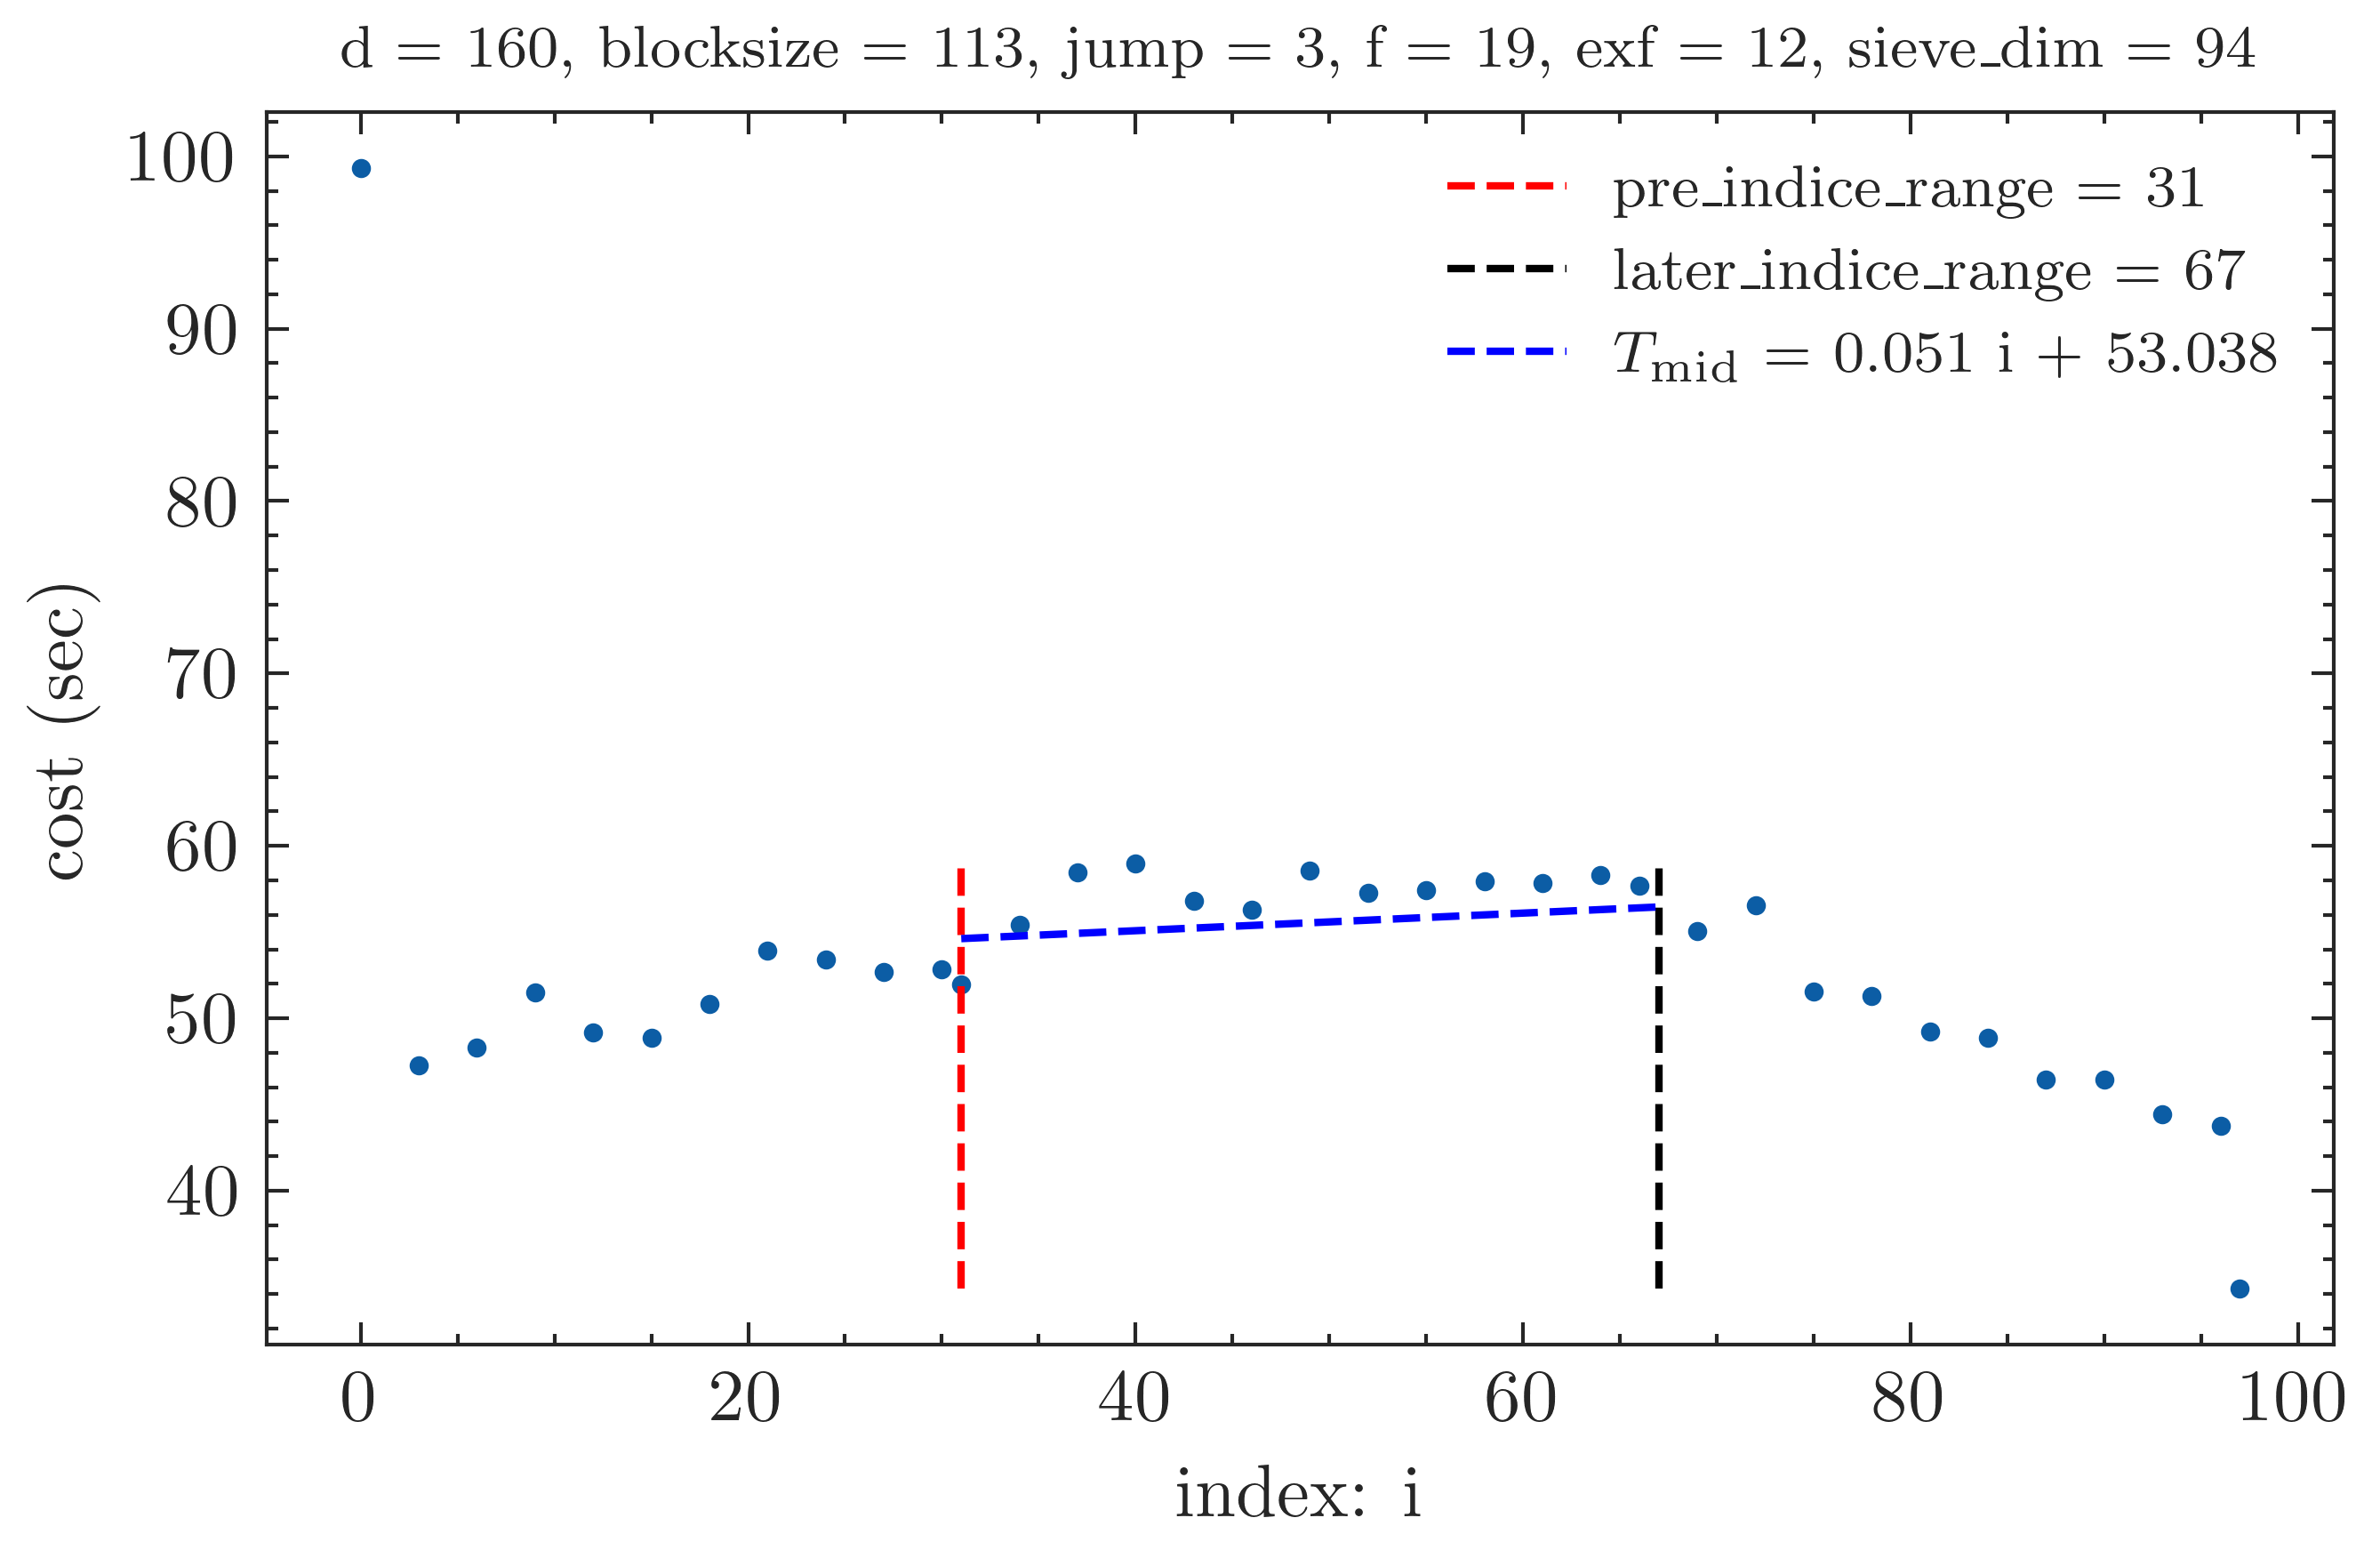 d = 160, blocksize = 113, jump = 3, f = 19, exf = 12, sieve_dim = 94
pre_indice_range = 31
later_indice_range = 67
T_mid = 0.051 i + 53.038
cost (sec)
100
90
80
70
60
50
40
0 20 40 60 80 100
index: i